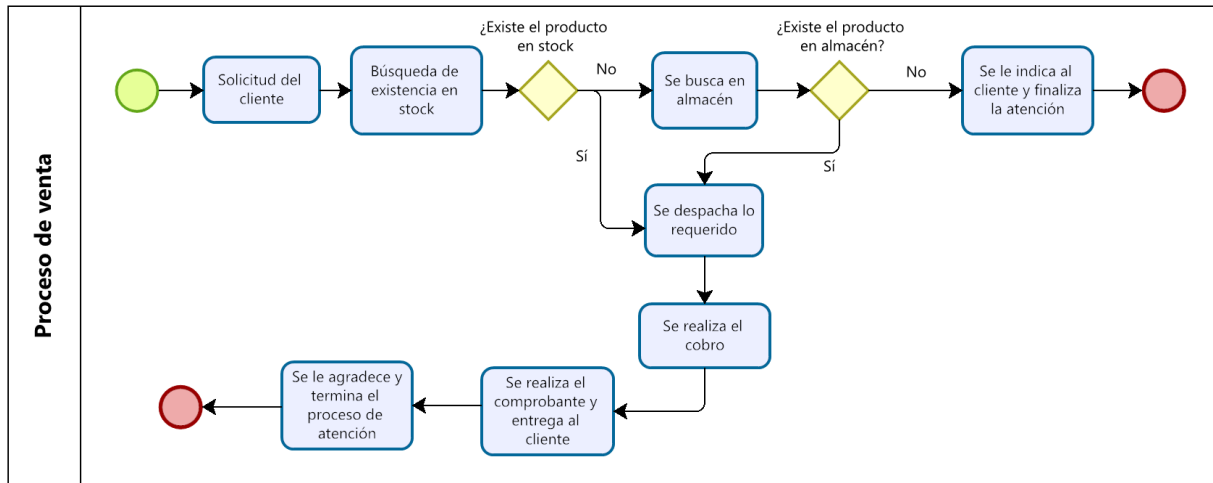 Proceso de venta
Solicitud del
cliente
Búsqueda de
existencia en
stock
¿Existe el producto
en stock
No
Sí
Se busca en
almacén
¿Existe el producto
en almacén?
No
Sí
Se le indica al
cliente y finaliza
la atención
Se despacha lo
requerido
Se realiza el
cobro
Se realiza el
comprobante y
entrega al
cliente
Se le agradece y
termina el
proceso de
atención